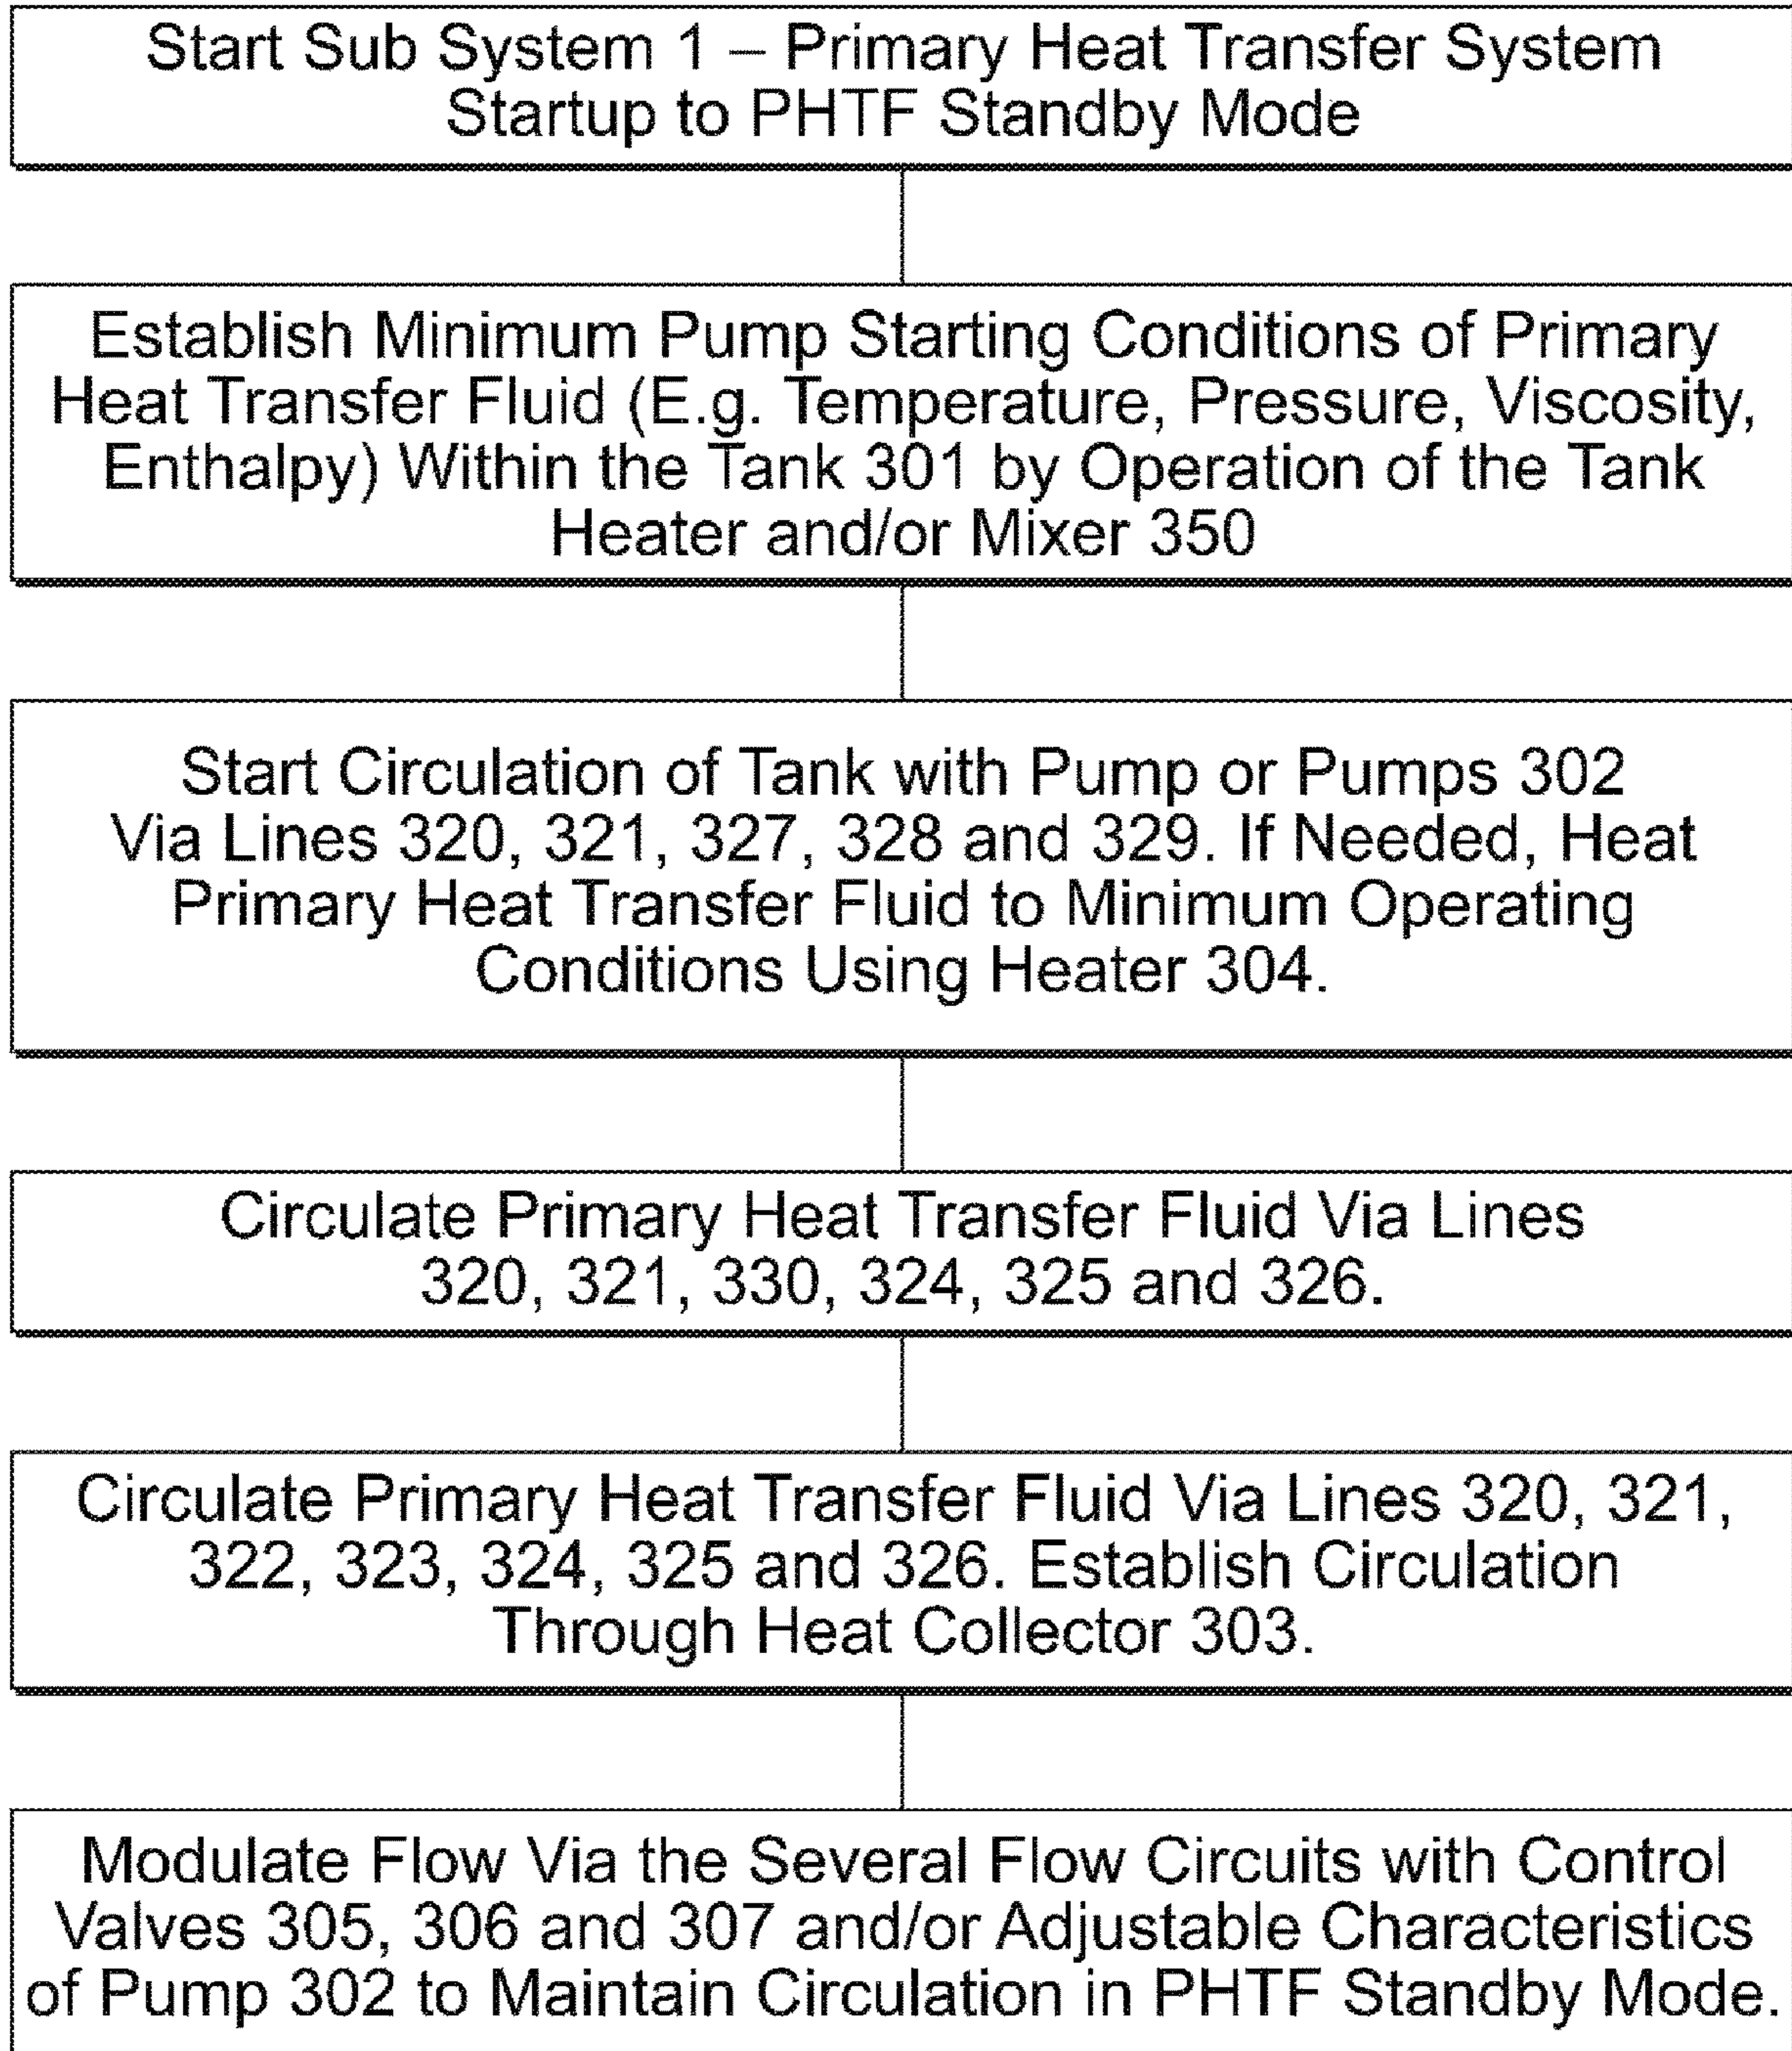 Start Sub System 1 – Primary Heat Transfer System
Startup to PHTF Standby Mode
Establish Minimum Pump Starting Conditions of Primary
Heat Transfer Fluid (E.g. Temperature, Pressure, Viscosity,
Enthalpy) Within the Tank 301 by Operation of the Tank
Heater and/or Mixer 350
Start Circulation of Tank with Pump or Pumps 302
Via Lines 320, 321, 327, 328 and 329. If Needed, Heat
Primary Heat Transfer Fluid to Minimum Operating
Conditions Using Heater 304.
Circulate Primary Heat Transfer Fluid Via Lines
320, 321, 330, 324, 325 and 326.
Circulate Primary Heat Transfer Fluid Via Lines 320, 321,
322, 323, 324, 325 and 326. Establish Circulation
Through Heat Collector 303.
Modulate Flow Via the Several Flow Circuits with Control
Valves 305, 306 and 307 and/or Adjustable Characteristics
of Pump 302 to Maintain Circulation in PHTF Standby Mode.